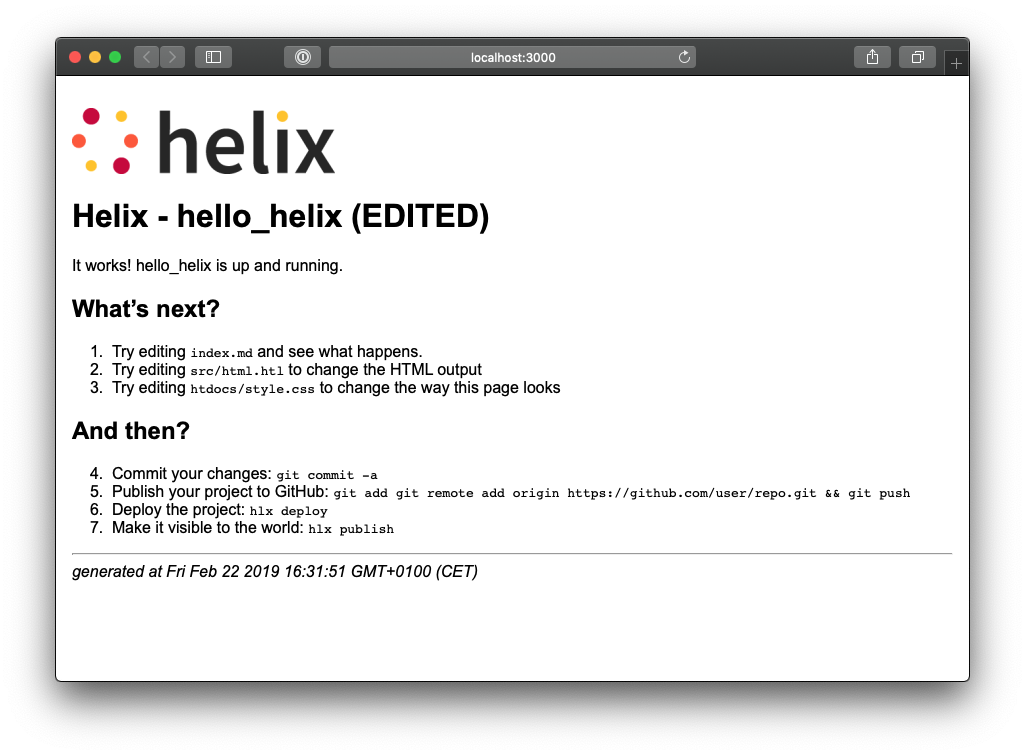 localhost:3000
helix
Helix - hello_helix (EDITED)
It works! hello_helix is up and running.
What’s next?
1. Try editing index.md and see what happens.
2. Try editing src/html.htl to change the HTML output
3. Try editing htdocs/style.css to change the way this page looks
And then?
4. Commit your changes: git commit -a
5. Publish your project to GitHub: git add git remote add origin https://github.com/user/repo.git && git push
6. Deploy the project: hlx deploy
7. Make it visible to the world: hlx publish
generated at Fri Feb 22 2019 16:31:51 GMT+0100 (CET)